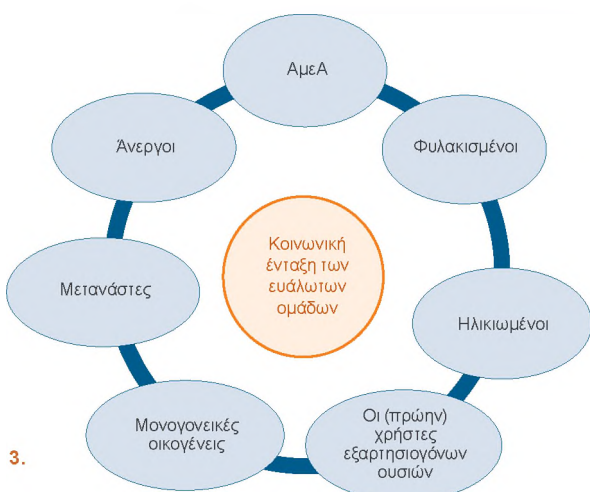 ΑμεΑ
Φυλακισμένοι
Ηλικιωμένοι
Οι (πρώην)
χρήστες
εξαρτησιογόνων
ουσιών
Μονογονεικές
οικογένεις
Μετανάστες
Άνεργοι
Κοινωνική
ένταξη των
ευάλωτων
ομάδων
3.